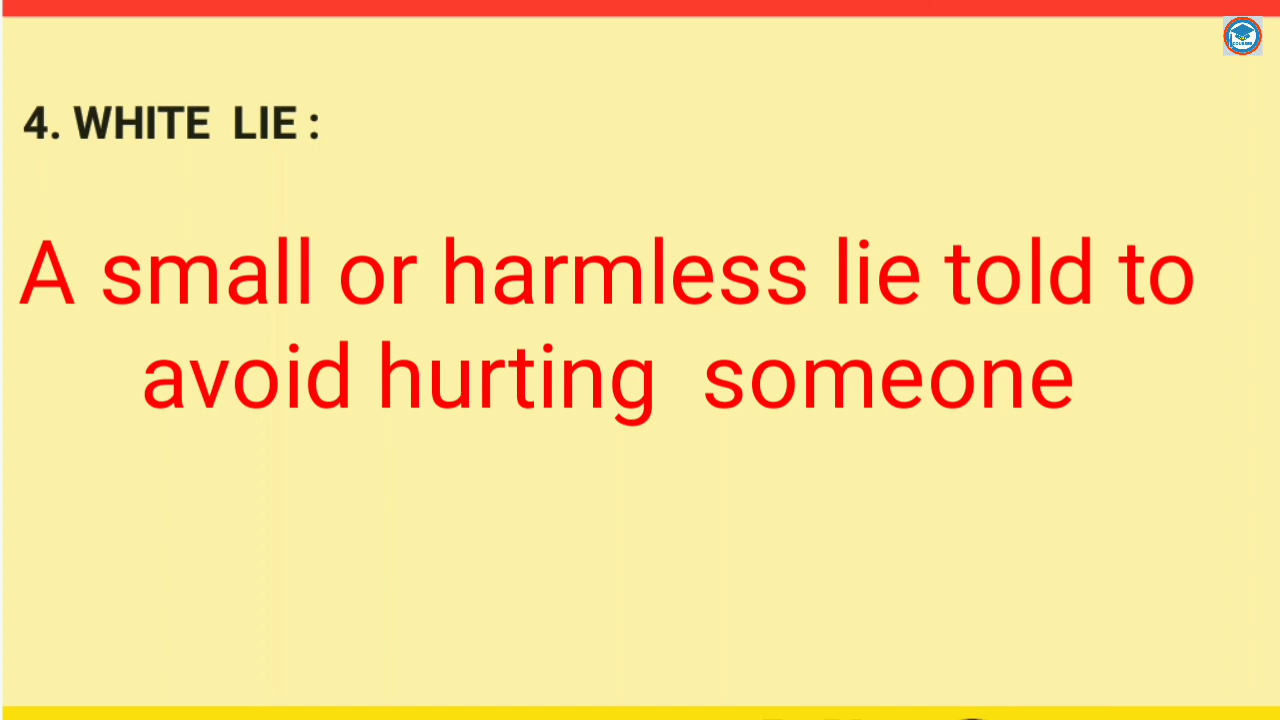 4. WHITE LIE :
A small or harmless lie told to
avoid hurting someone